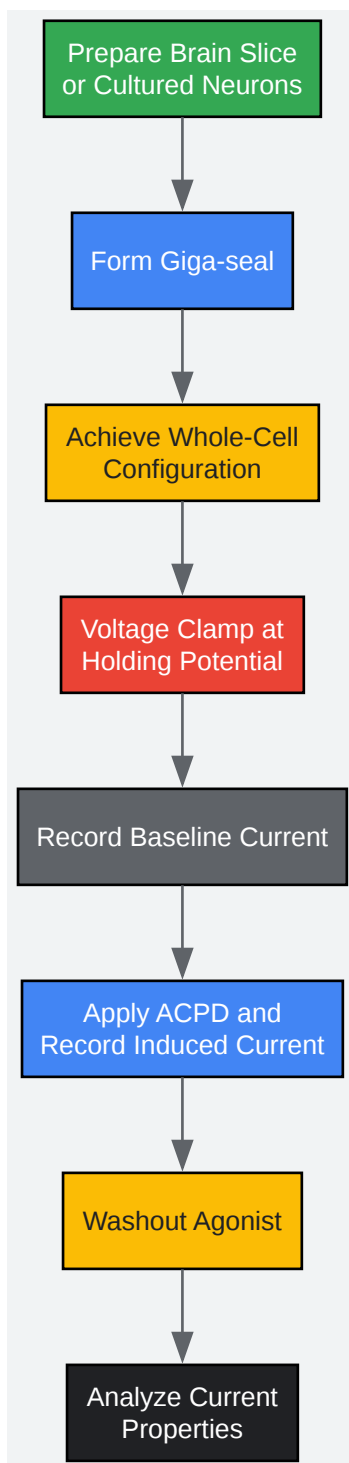 Prepare Brain Slice
or Cultured Neurons
Form Giga-seal
Achieve Whole-Cell
Configuration
Voltage Clamp at
Holding Potential
Record Baseline Current
Apply ACPD and
Record Induced Current
Washout Agonist
Analyze Current
Properties